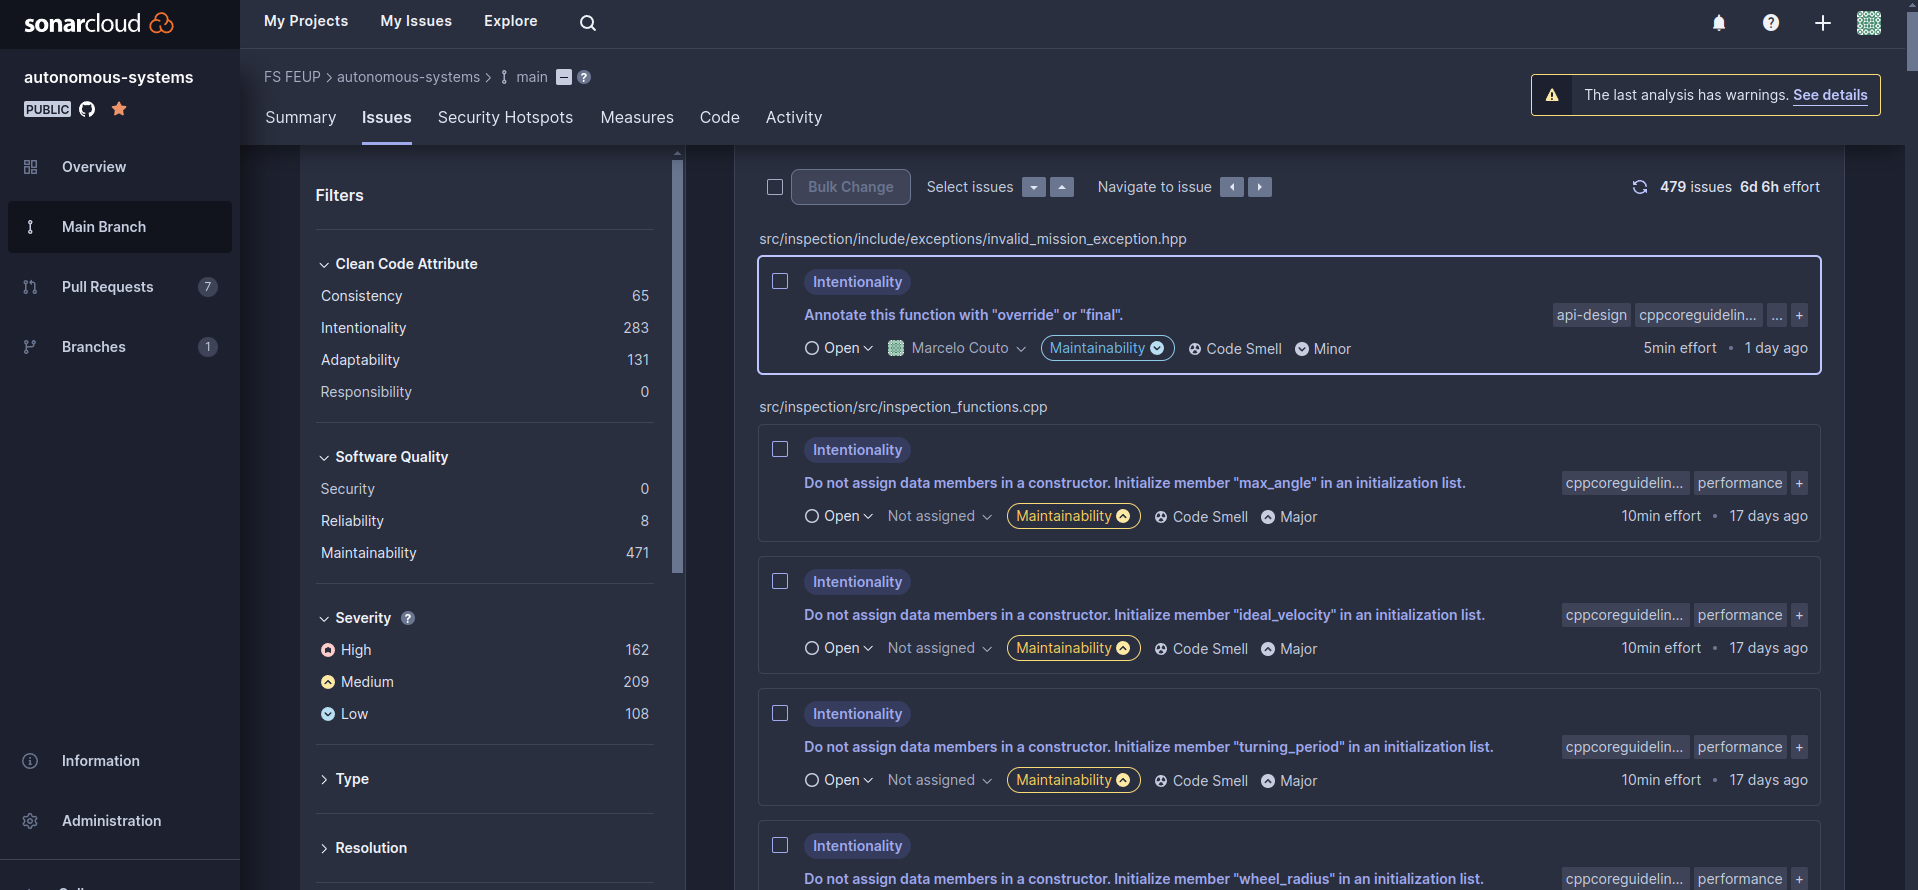 sonarcloud
My Projects My Issues Explore
autonomous-systems
PUBLIC
FS FEUP > autonomous-systems > main
The last analysis has warnings. See details
Summary Issues Security Hotspots Measures Code Activity
Overview
Main Branch
Pull Requests 7
Branches 1
Information
Administration
Filters
Clean Code Attribute
Consistency 65
Intentionality 283
Adaptability 131
Responsibility 0
Software Quality
Security 0
Reliability 8
Maintainability 471
Severity ?
High 162
Medium 209
Low 108
Type
Resolution
Bulk Change Select issues Navigate to issue 479 issues 6d 6h effort
src/inspection/include/exceptions/invalid_mission_exception.hpp
Intentionality
Annotate this function with "override" or "final". api-design cppcoreguidelin... ... +
Open Marcelo Couto Maintainability Code Smell Minor 5min effort • 1 day ago
src/inspection/src/inspection_functions.cpp
Intentionality
Do not assign data members in a constructor. Initialize member "max_angle" in an initialization list. cppcoreguidelin... performance +
Open Not assigned Maintainability Code Smell Major 10min effort • 17 days ago
Intentionality
Do not assign data members in a constructor. Initialize member "ideal_velocity" in an initialization list. cppcoreguidelin... performance +
Open Not assigned Maintainability Code Smell Major 10min effort • 17 days ago
Intentionality
Do not assign data members in a constructor. Initialize member "turning_period" in an initialization list. cppcoreguidelin... performance +
Open Not assigned Maintainability Code Smell Major 10min effort • 17 days ago
Intentionality
Do not assign data members in a constructor. Initialize member "wheel_radius" in an initialization list. cppcoreguidelin... performance +